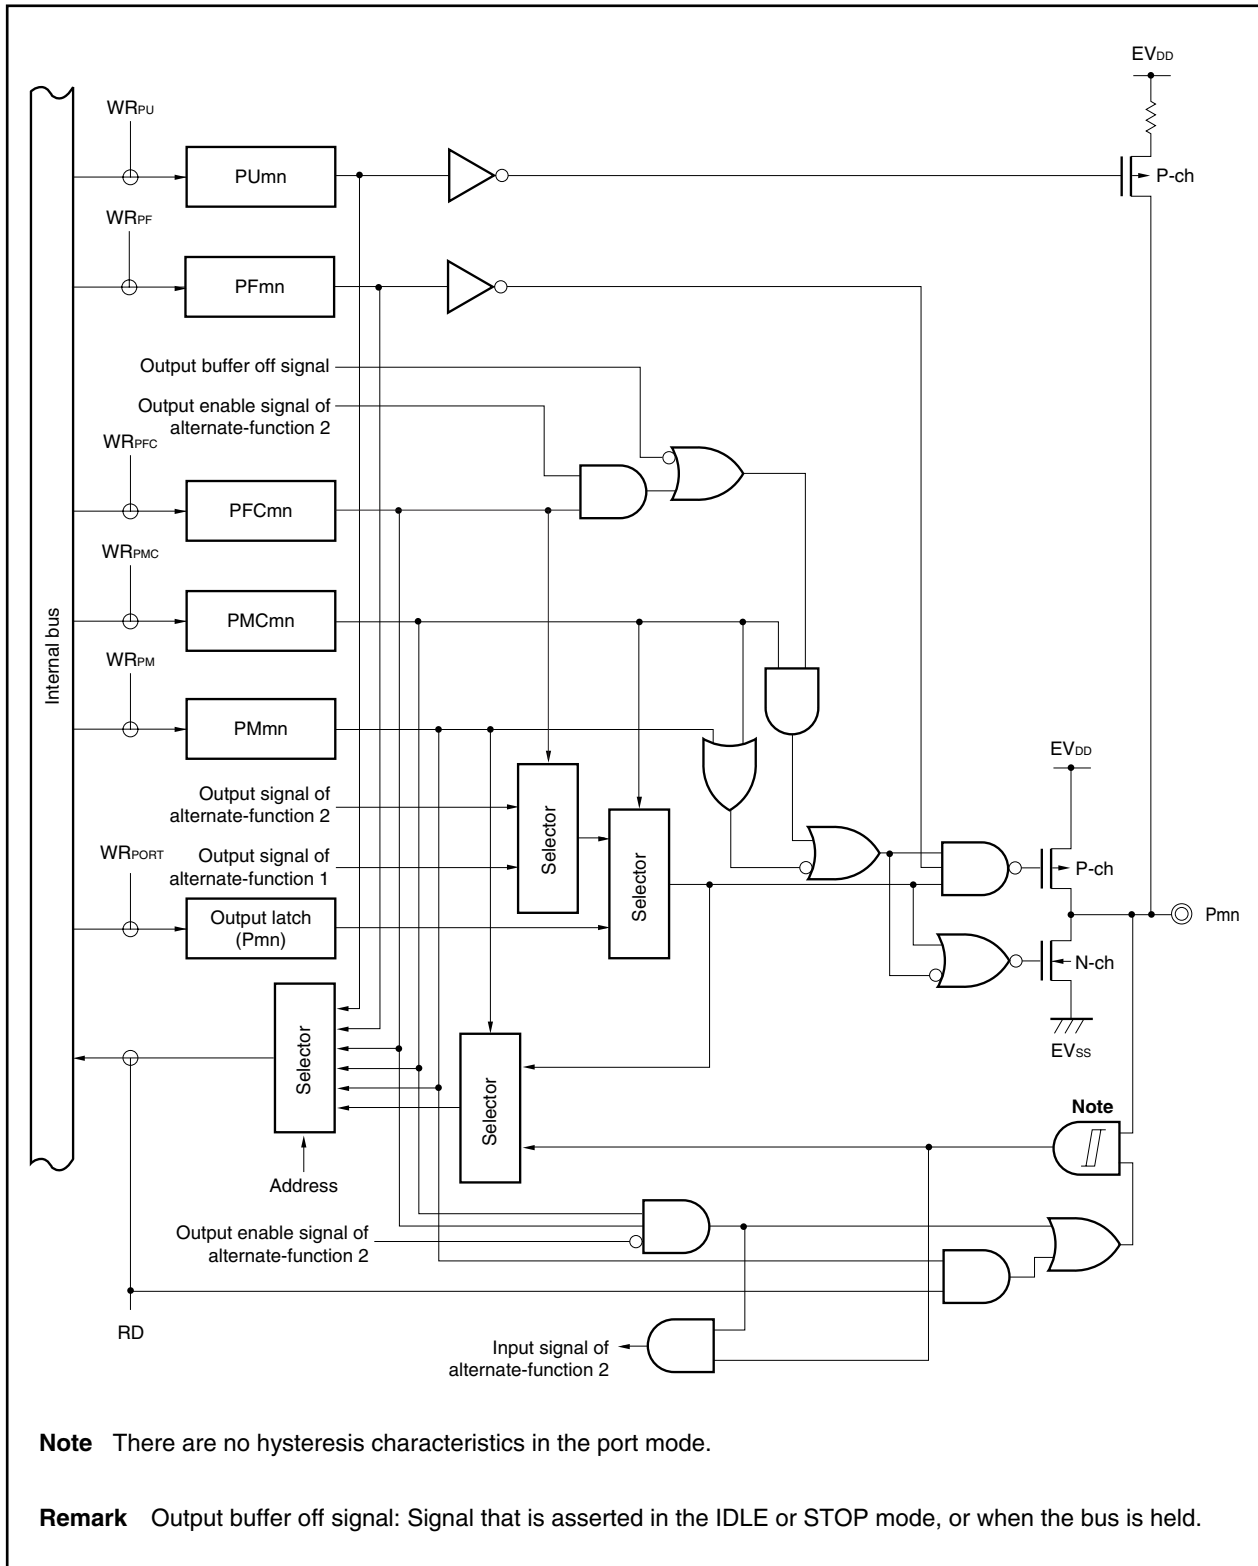 EVDD
WRPU
PUmn
P-ch
WRPF
PFmn
Output buffer off signal
Output enable signal of
alternate-function 2
WRPFC
PFCmn
WRPMC
PMCmn
Internal bus
WRPM
PMmn
EVDD
Output signal of
alternate-function 2
Selector
WRPORT
Output signal of
alternate-function 1
Selector
P-ch
Output latch
(Pmn)
Pmn
N-ch
Selector
EVSS
Selector
Note
Address
Output enable signal of
alternate-function 2
RD
Input signal of
alternate-function 2
Note There are no hysteresis characteristics in the port mode.
Remark Output buffer off signal: Signal that is asserted in the IDLE or STOP mode, or when the bus is held.